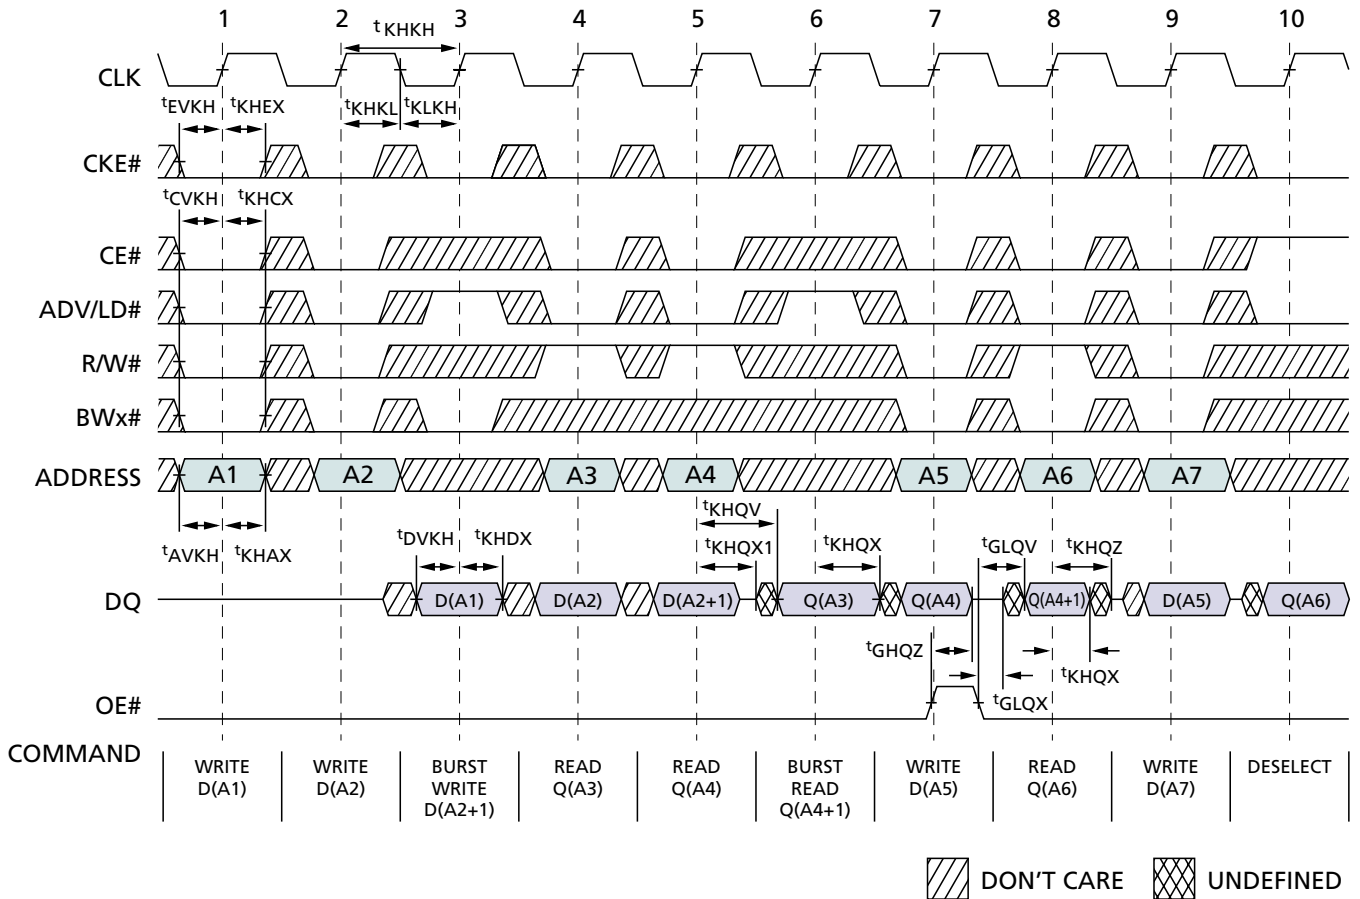 1 2 3 4 5 6 7 8 9 10
tKHKH
CLK
tEVKH tKHEX tKHKL tKLKH
CKE#
tCVKH tKHCX
CE#
ADV/LD#
R/W#
BWx#
ADDRESS A1 A2 A3 A4 A5 A6 A7
tKHQV
tAVKH tKHAX tDVKH tKHDX tKHQX1 tKHQX tGLQV tKHQZ
DQ D(A1) D(A2) D(A2+1) Q(A3) Q(A4) Q(A4+1) D(A5) Q(A6)
tGHQZ tKHQX
tGLQX
OE#
COMMAND
WRITE D(A1)
WRITE D(A2)
BURST WRITE D(A2+1)
READ Q(A3)
READ Q(A4)
BURST READ Q(A4+1)
WRITE D(A5)
READ Q(A6)
WRITE D(A7)
DESELECT
DON'T CARE UNDEFINED